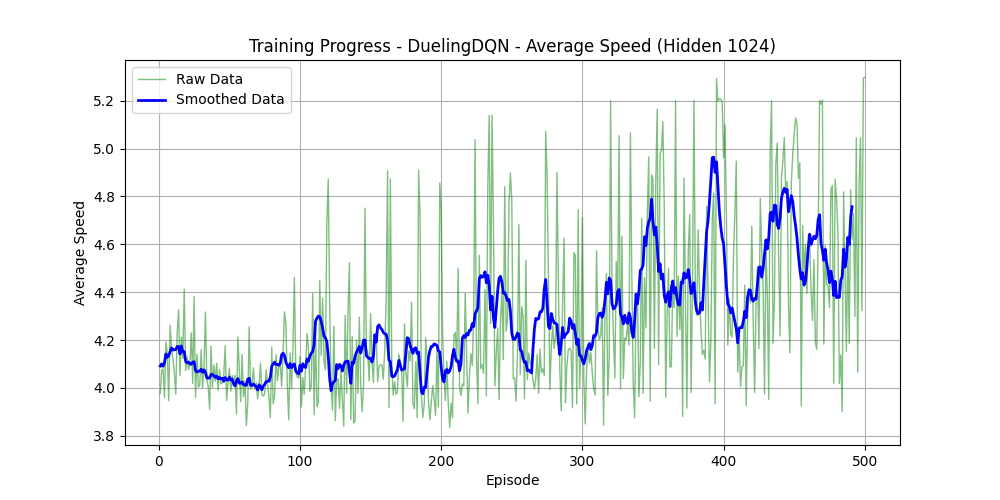 Training Progress - DuelingDQN - Average Speed (Hidden 1024)
Raw Data
Smoothed Data
Average Speed
5.2
5.0
4.8
4.6
4.4
4.2
4.0
3.8
0
100
200
300
400
500
Episode